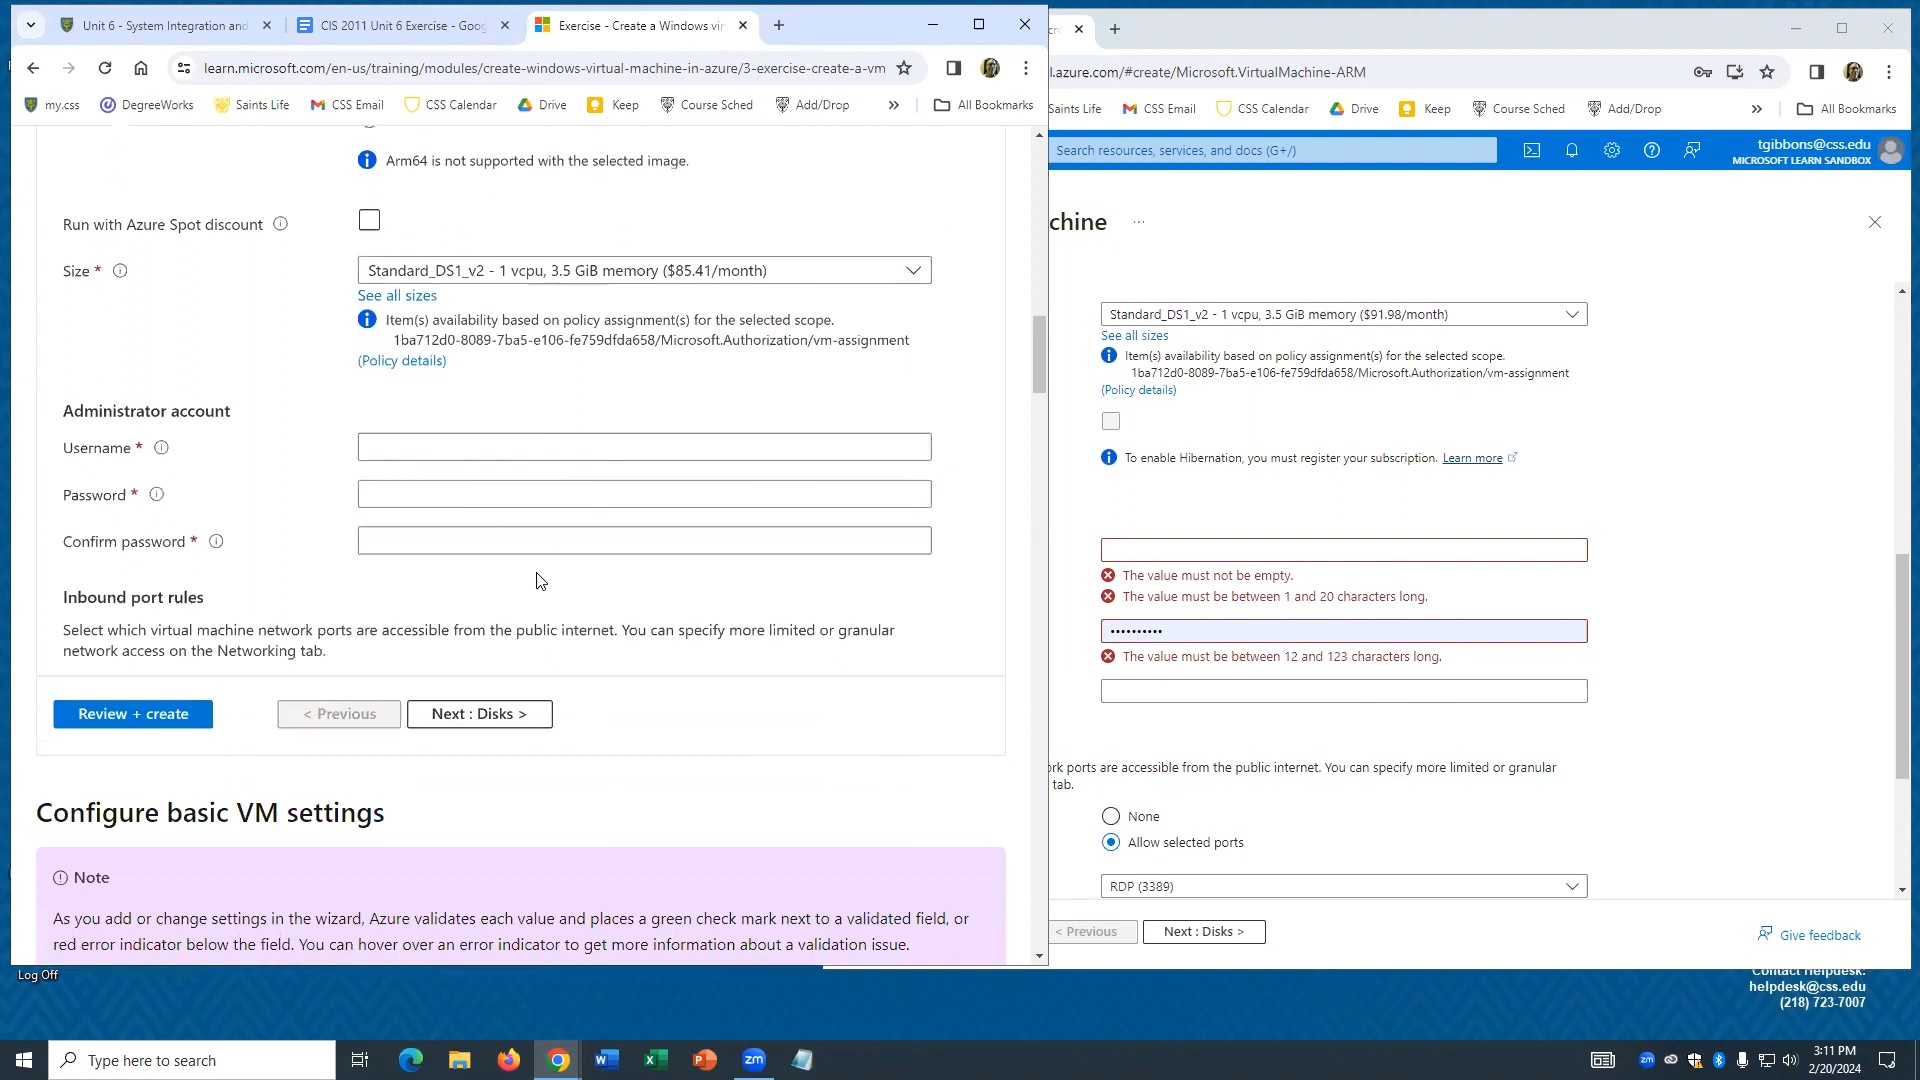 Unit 6 - System Integration and
CIS 2011 Unit 6 Exercise - Goog
Exercise - Create a Windows vir
learn.microsoft.com/en-us/training/modules/create-windows-virtual-machine-in-azure/3-exercise-create-a-vm
my.css
DegreeWorks
Saints Life
CSS Email
CSS Calendar
Drive
Keep
Course Sched
Add/Drop
»
All Bookmarks
Arm64 is not supported with the selected image.
Run with Azure Spot discount
Size *
Standard_DS1_v2 - 1 vcpu, 3.5 GiB memory ($85.41/month)
See all sizes
Item(s) availability based on policy assignment(s) for the selected scope.
1ba712d0-8089-7ba5-e106-fe759dfda658/Microsoft.Authorization/vm-assignment
(Policy details)
Administrator account
Username *
Password *
Confirm password *
Inbound port rules
Select which virtual machine network ports are accessible from the public internet. You can specify more limited or granular
network access on the Networking tab.
Review + create
< Previous
Next : Disks >
Configure basic VM settings
Note
As you add or change settings in the wizard, Azure validates each value and places a green check mark next to a validated field, or
red error indicator below the field. You can hover over an error indicator to get more information about a validation issue.
l.azure.com/#create/Microsoft.VirtualMachine-ARM
Saints Life
CSS Email
CSS Calendar
Drive
Keep
Course Sched
Add/Drop
»
All Bookmarks
Search resources, services, and docs (G+/)
tgibbons@css.edu
MICROSOFT LEARN SANDBOX
chine
...
Standard_DS1_v2 - 1 vcpu, 3.5 GiB memory ($91.98/month)
See all sizes
Item(s) availability based on policy assignment(s) for the selected scope.
1ba712d0-8089-7ba5-e106-fe759dfda658/Microsoft.Authorization/vm-assignment
(Policy details)
To enable Hibernation, you must register your subscription. Learn more
The value must not be empty.
The value must be between 1 and 20 characters long.
••••••••••
The value must be between 12 and 123 characters long.
rk ports are accessible from the public internet. You can specify more limited or granular
tab.
None
Allow selected ports
RDP (3389)
< Previous
Next : Disks >
Give feedback
Log Off
Contact Helpdesk:
helpdesk@css.edu
(218) 723-7007
Type here to search
3:11 PM
2/20/2024